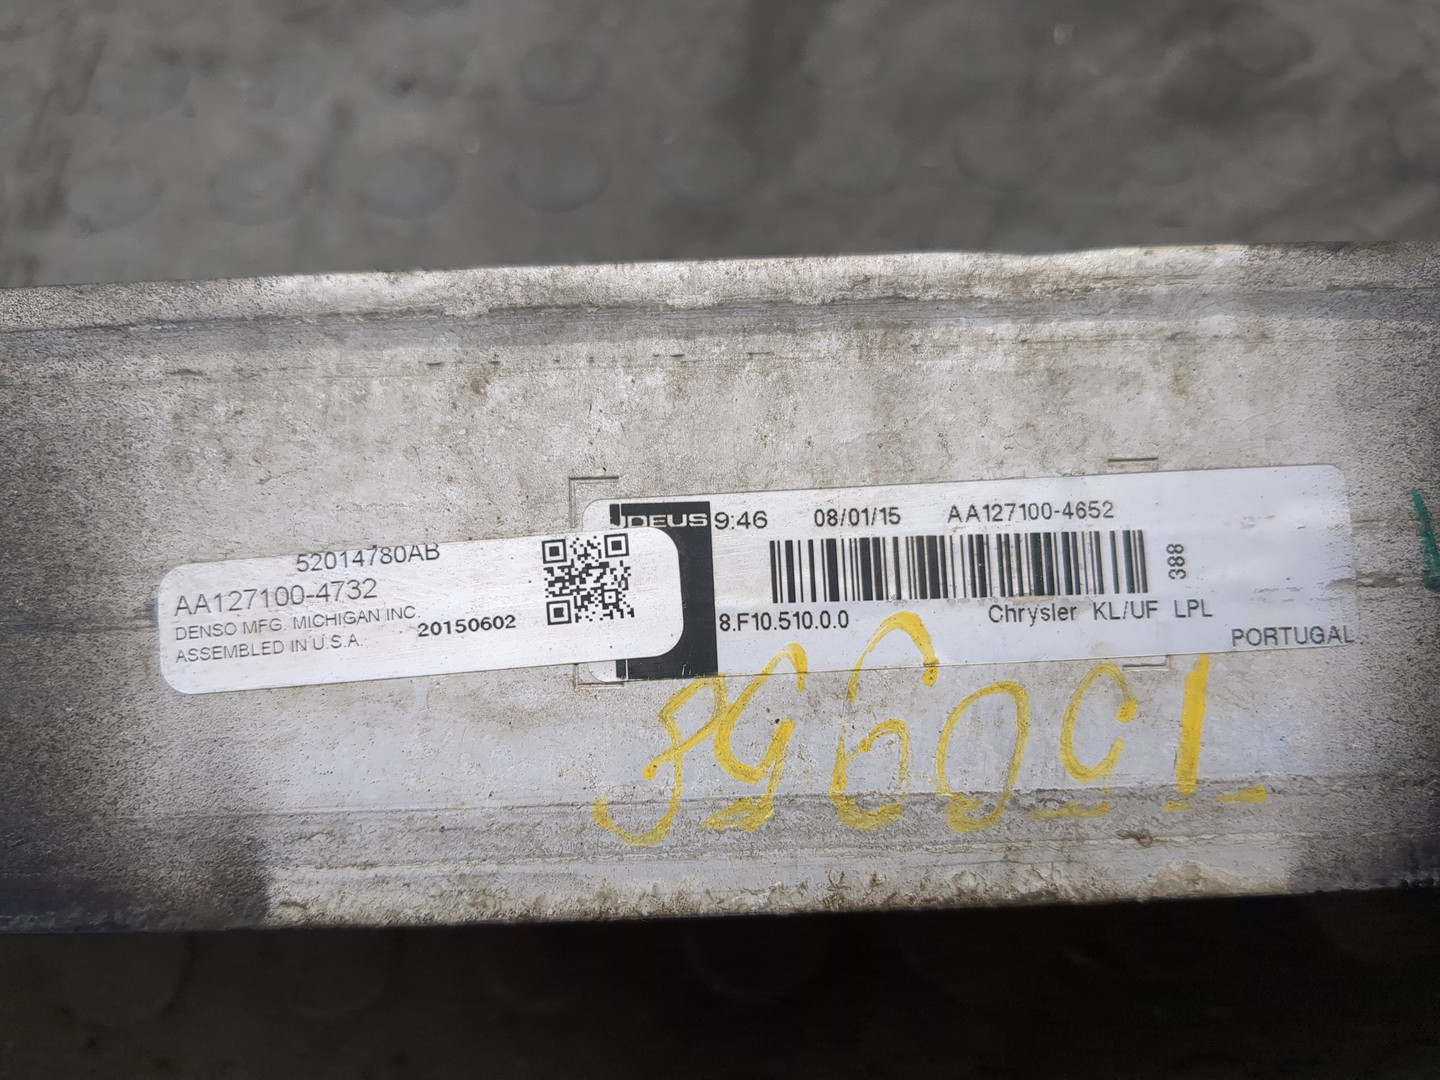 52014780AB
AA127100-4732
DENSO MFG. MICHIGAN INC.
ASSEMBLED IN U.S.A.
20150602
9:46 08/01/15 AA127100-4652
388
8.F10.510.0.0 Chrysler KL/UF LPL
PORTUGAL